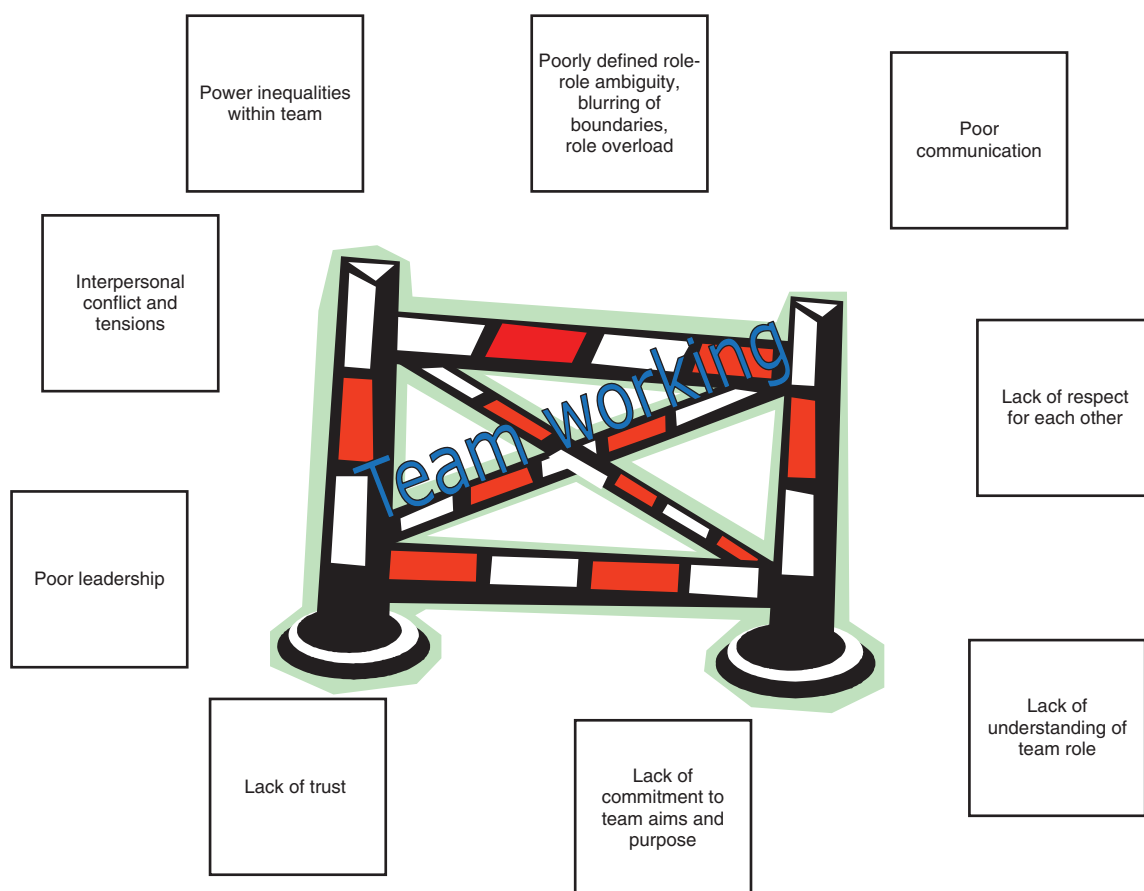 Power inequalities
within team
Poorly defined role-
role ambiguity,
blurring of
boundaries,
role overload
Poor
communication
Interpersonal
conflict and
tensions
Team working
Lack of respect
for each other
Poor leadership
Lack of
understanding of
team role
Lack of trust
Lack of
commitment to
team aims and
purpose